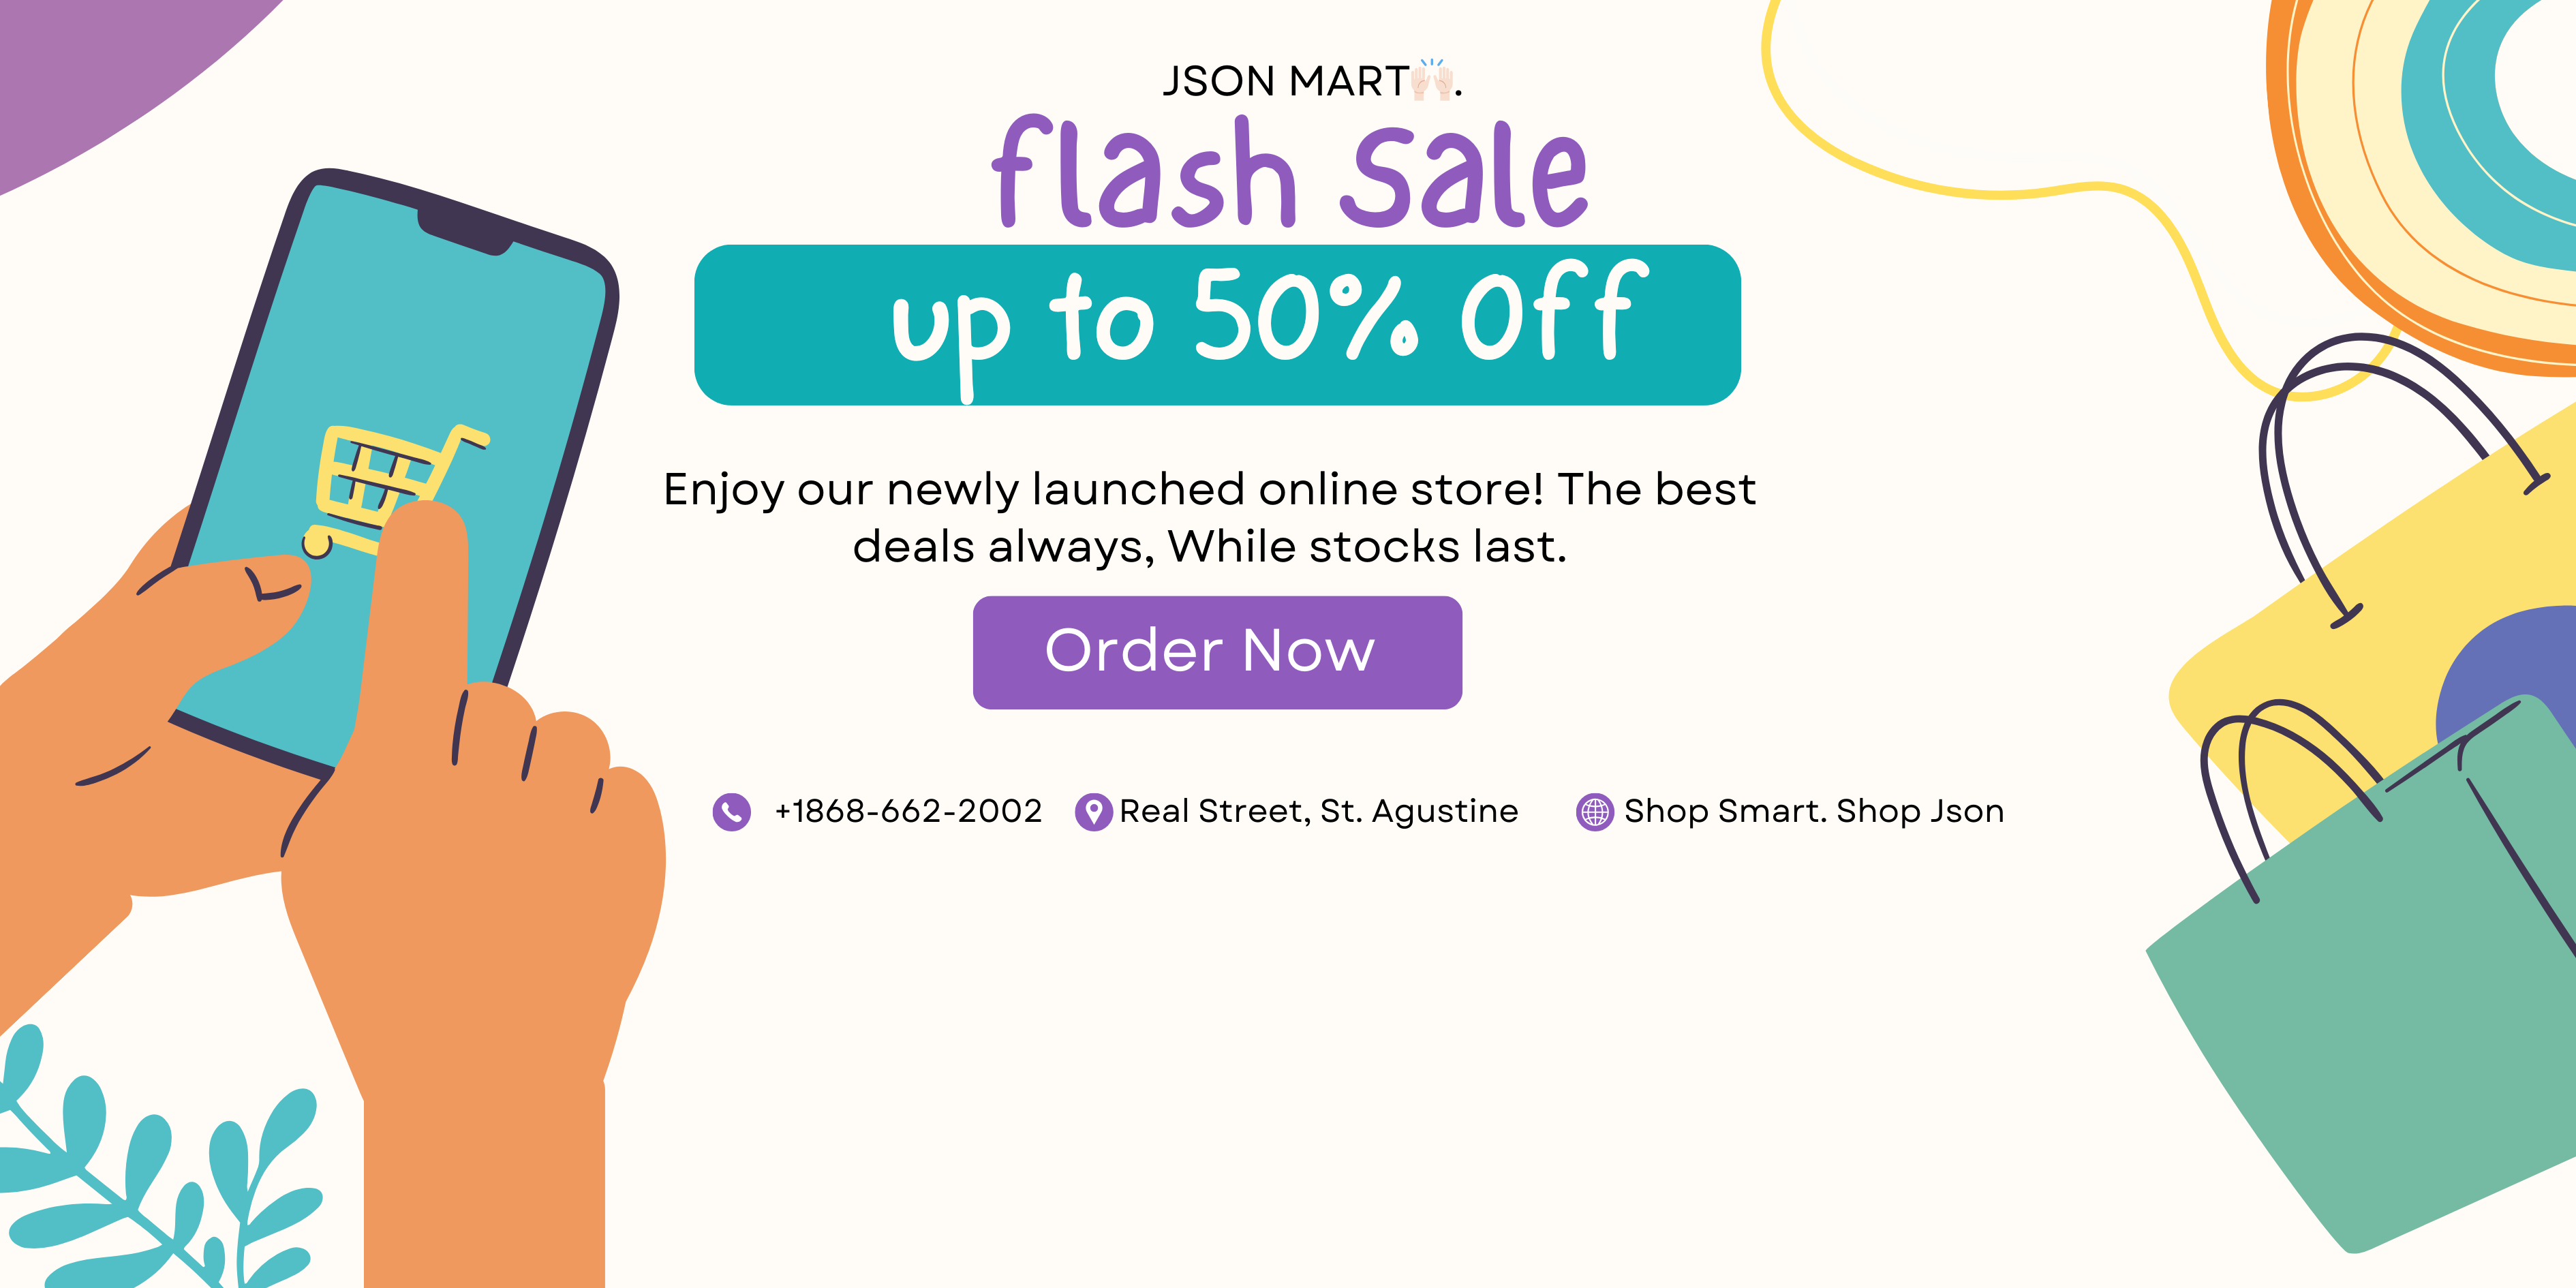 JSON MART🙌🏻.
flash Sale
up to 50% Off
Enjoy our newly launched online store! The best
deals always, While stocks last.
Order Now
+1868-662-2002 Real Street, St. Agustine Shop Smart. Shop Json